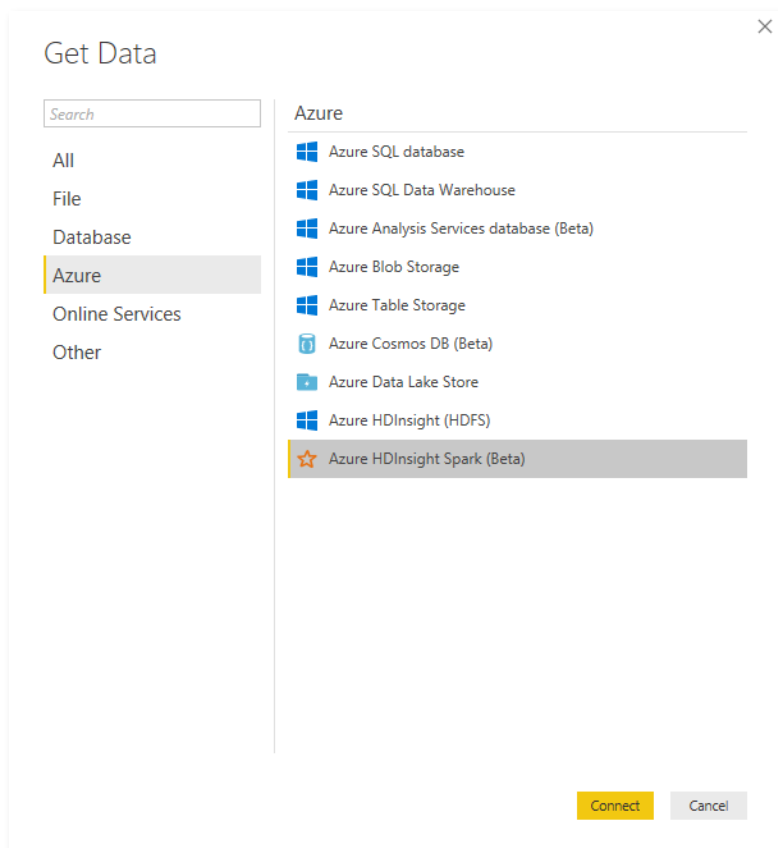 Get Data
Search
All
File
Database
Azure
Online Services
Other
Azure
Azure SQL database
Azure SQL Data Warehouse
Azure Analysis Services database (Beta)
Azure Blob Storage
Azure Table Storage
Azure Cosmos DB (Beta)
Azure Data Lake Store
Azure HDInsight (HDFS)
Azure HDInsight Spark (Beta)
Connect
Cancel